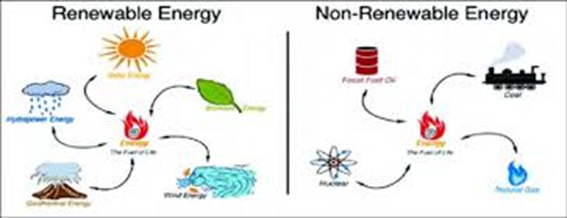 Renewable Energy
Solar Energy
Hydropower Energy
Biomass Energy
Energy
The Fuel of Life
Geothermal Energy
Wind Energy
Non-Renewable Energy
Fossil Fuel Oil
Coal
Energy
The Fuel of Life
Nuclear
Natural Gas